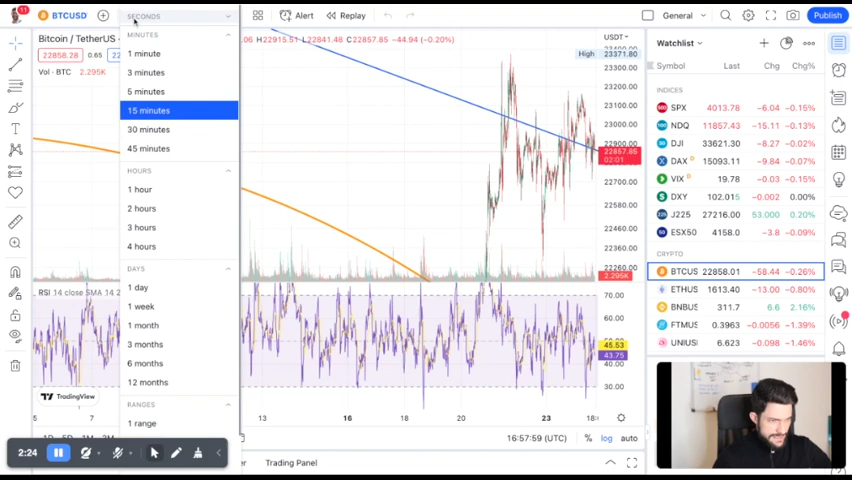 11
BTCUSD
SECONDS
Alert
Replay
General
Publish
MINUTES
1 minute
3 minutes
5 minutes
15 minutes
30 minutes
45 minutes
HOURS
1 hour
2 hours
3 hours
4 hours
DAYS
1 day
1 week
1 month
3 months
6 months
12 months
RANGES
1 range
Bitcoin / TetherUS
22858.28
0.65
Vol · BTC
2.295K
H22915.51 L22841.48 C22857.85 −44.94 (−0.20%)
USDT
High
23371.80
23300.00
23200.00
23100.00
23000.00
22900.00
22857.85
02:01
22700.00
22580.00
22460.00
22360.00
22260.00
2.295K
RSI 14 close SMA 14 2
70.00
60.00
45.53
43.75
30.00
TradingView
5
7
13
16
18
20
23
18:
16:57:59 (UTC)
%
log
auto
2:24
Trading Panel
Watchlist
Symbol
Last
Chg
Chg%
INDICES
SPX 4013.78 −6.04 −0.15%
NDQ 11857.43 −15.11 −0.13%
DJI 33621.30 −8.27 −0.02%
DAX D 15093.11 −9.84 −0.07%
VIX D 19.78 −0.03 −0.15%
DXY 102.015 −0.002 0.00%
J225 27216.00 53.000 0.20%
ESX50 4158.0 −3.8 −0.09%
CRYPTO
BTCUS 22858.01 −58.44 −0.26%
ETHUS 1613.40 −13.00 −0.80%
BNBUS 311.7 6.6 2.16%
FTMUS 0.3963 −0.0056 −1.39%
UNIUS 6.623 −0.098 −1.46%